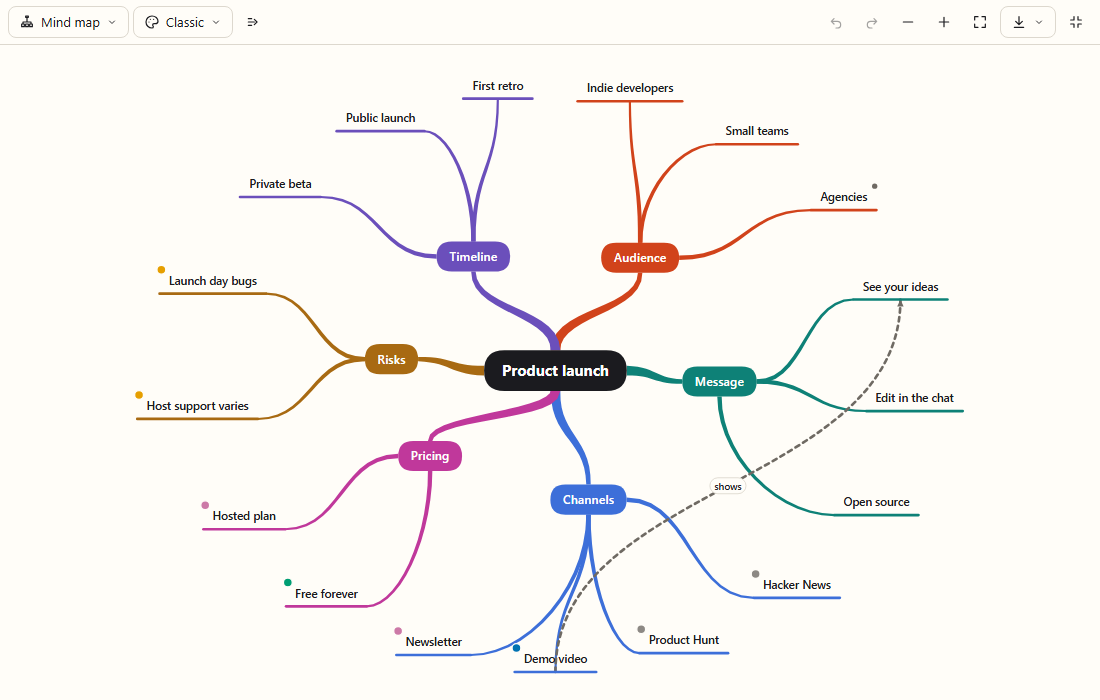 Mind map
Classic
First retro
Indie developers
Public launch
Small teams
Private beta
Agencies
Timeline
Audience
Launch day bugs
See your ideas
Risks
Product launch
Message
Host support varies
Edit in the chat
Pricing
shows
Channels
Open source
Hosted plan
Hacker News
Free forever
Newsletter
Product Hunt
Demo video